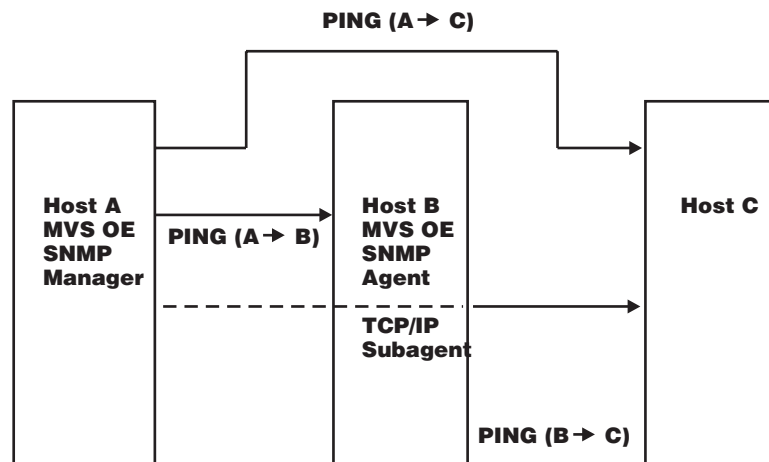 PING (A → C)
Host A
MVS OE
SNMP
Manager
PING (A → B)
Host B
MVS OE
SNMP
Agent
TCP/IP
Subagent
Host C
PING (B → C)